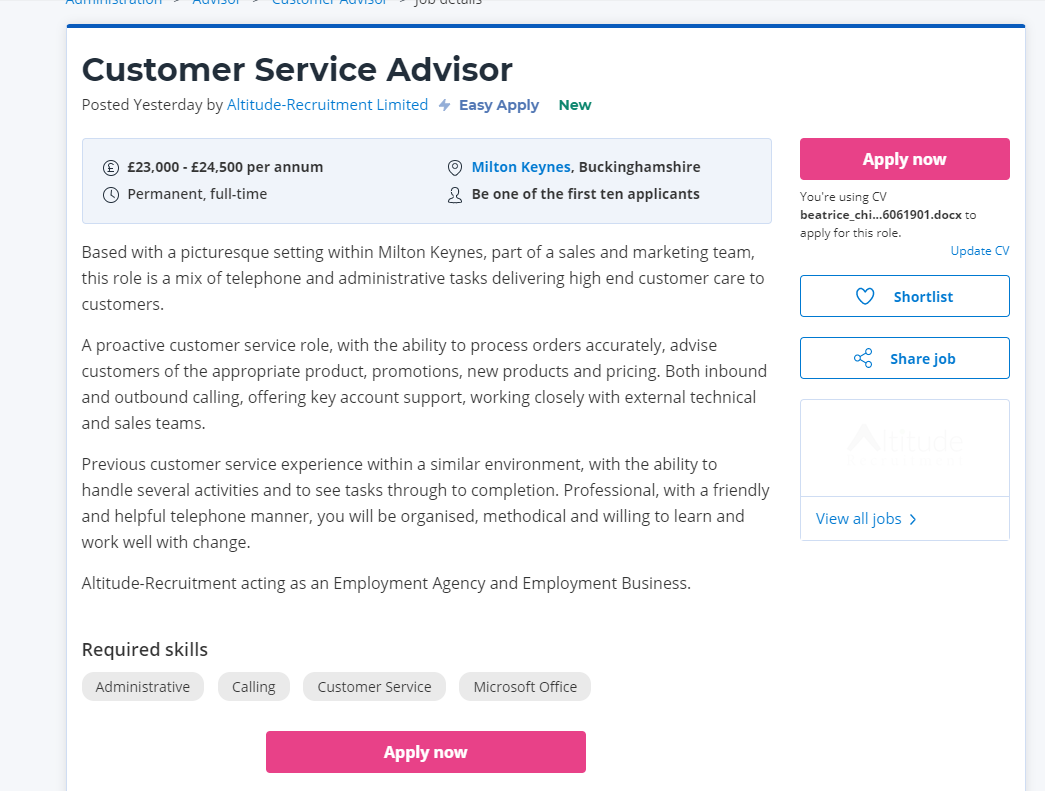 Administration > Advisor > Customer Advisor > Job details
Customer Service Advisor
Posted Yesterday by Altitude-Recruitment Limited Easy Apply New
£23,000 - £24,500 per annum
Milton Keynes, Buckinghamshire
Permanent, full-time
Be one of the first ten applicants
Apply now
You're using CV
beatrice_chi...6061901.docx to
apply for this role.
Update CV
Shortlist
Share job
Altitude
View all jobs >
Based with a picturesque setting within Milton Keynes, part of a sales and marketing team,
this role is a mix of telephone and administrative tasks delivering high end customer care to
customers.
A proactive customer service role, with the ability to process orders accurately, advise
customers of the appropriate product, promotions, new products and pricing. Both inbound
and outbound calling, offering key account support, working closely with external technical
and sales teams.
Previous customer service experience within a similar environment, with the ability to
handle several activities and to see tasks through to completion. Professional, with a friendly
and helpful telephone manner, you will be organised, methodical and willing to learn and
work well with change.
Altitude-Recruitment acting as an Employment Agency and Employment Business.
Required skills
Administrative
Calling
Customer Service
Microsoft Office
Apply now